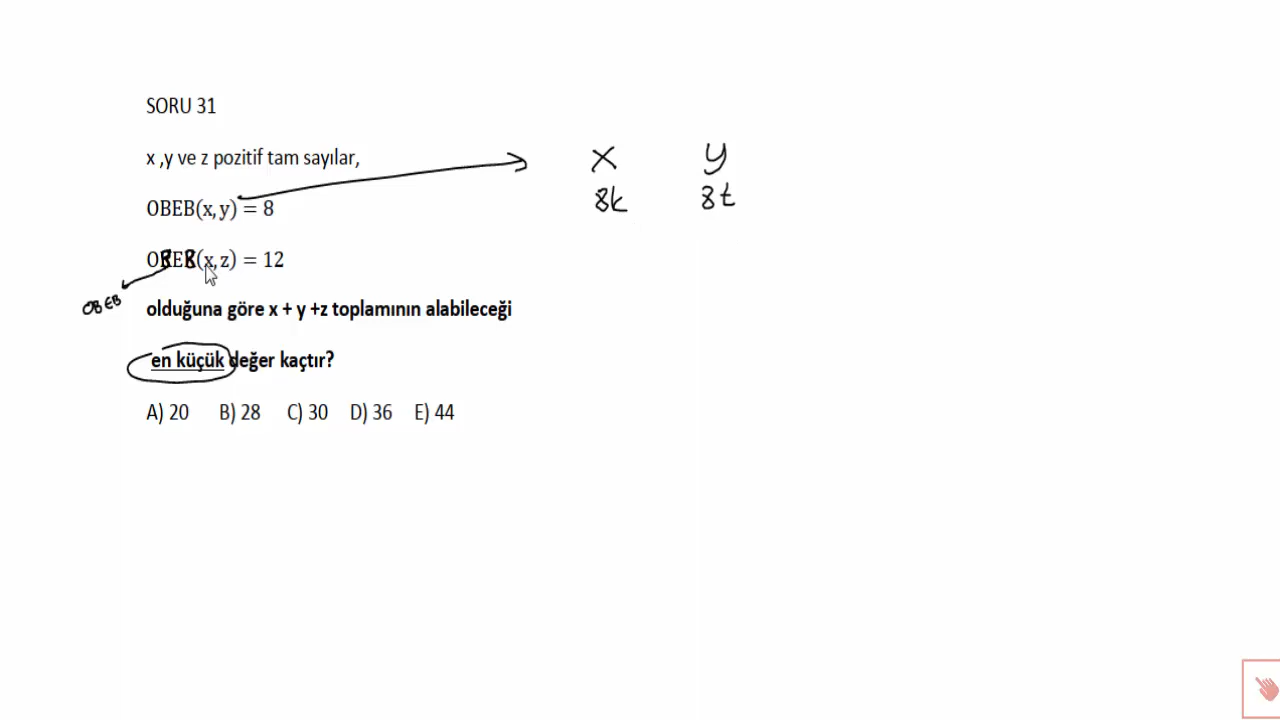 SORU 31
x ,y ve z pozitif tam sayılar,
OBEB(x,y) = 8
OKEK(x,z) = 12
OBEB
olduğuna göre x + y +z toplamının alabileceği
en küçük değer kaçtır?
A) 20 B) 28 C) 30 D) 36 E) 44
x y
8k 8t